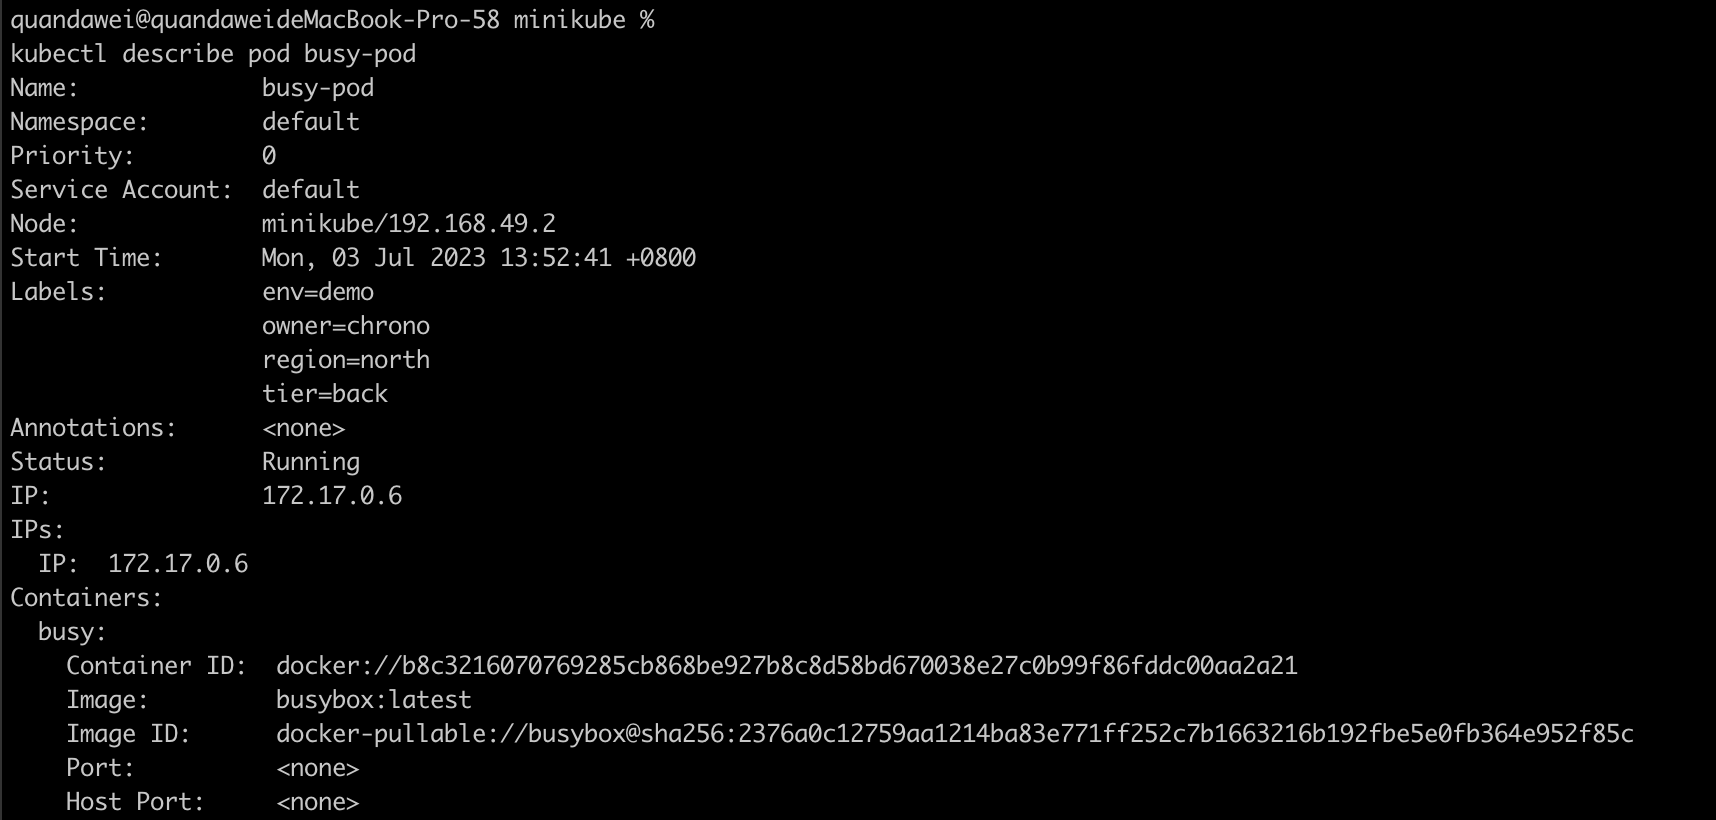 quandawei@quandaweideMacBook-Pro-58 minikube %
kubectl describe pod busy-pod
Name:             busy-pod
Namespace:        default
Priority:         0
Service Account:  default
Node:             minikube/192.168.49.2
Start Time:       Mon, 03 Jul 2023 13:52:41 +0800
Labels:           env=demo
                  owner=chrono
                  region=north
                  tier=back
Annotations:      <none>
Status:           Running
IP:               172.17.0.6
IPs:
  IP:  172.17.0.6
Containers:
  busy:
    Container ID:  docker://b8c3216070769285cb868be927b8c8d58bd670038e27c0b99f86fddc00aa2a21
    Image:         busybox:latest
    Image ID:      docker-pullable://busybox@sha256:2376a0c12759aa1214ba83e771ff252c7b1663216b192fbe5e0fb364e952f85c
    Port:          <none>
    Host Port:     <none>